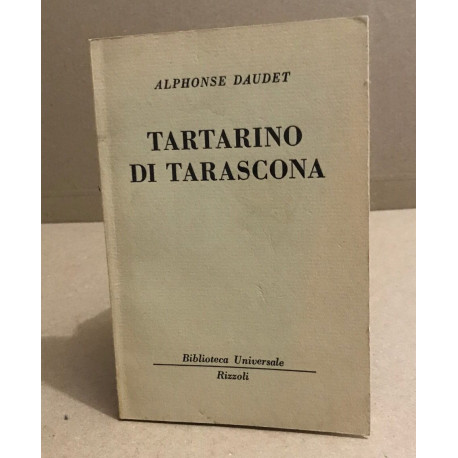 ALPHONSE DAUDET
TARTARINO
DI TARASCONA
Biblioteca Universale
Rizzoli